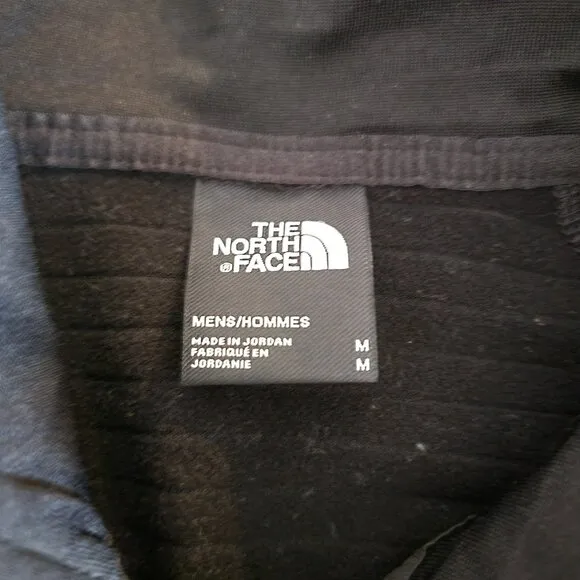 THE
NORTH
®FACE
MENS/HOMMES
MADE IN JORDAN M
FABRIQUÉ EN M
JORDANIE